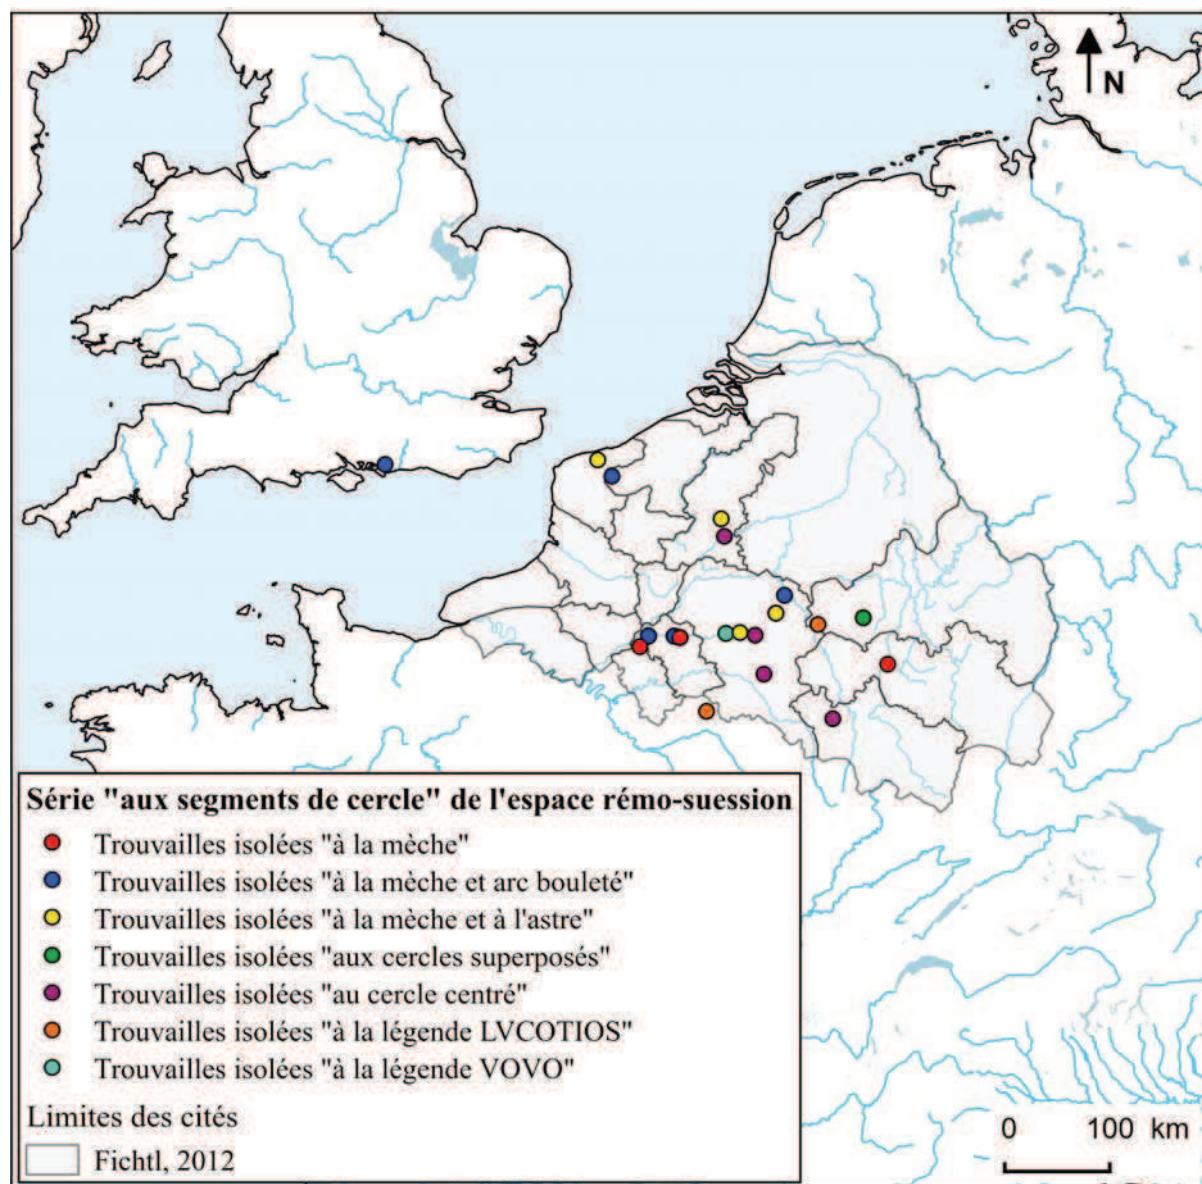 N
Série "aux segments de cercle" de l'espace rémo-suession
Trouvailles isolées "à la mèche"
Trouvailles isolées "à la mèche et arc bouleté"
Trouvailles isolées "à la mèche et à l'astre"
Trouvailles isolées "aux cercles superposés"
Trouvailles isolées "au cercle centré"
Trouvailles isolées "à la légende LVCOTIOS"
Trouvailles isolées "à la légende VOVO"
Limites des cités
Fichtl, 2012
0 100 km